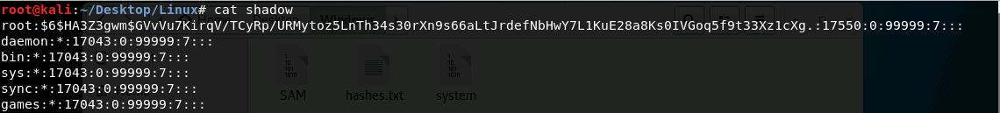 root@kali:~/Desktop/Linux# cat shadow
root:$6$HA3Z3gwm$GVvVu7KirqV/TCyRp/URMytoz5LnTh34s30rXn9s66aLtJrdefNbHwY7L1KuE28a8Ks0IVGoq5f9t33Xz1cXg.:17550:0:99999:7:::
daemon:*:17043:0:99999:7:::
bin:*:17043:0:99999:7:::
sys:*:17043:0:99999:7:::
sync:*:17043:0:99999:7:::
games:*:17043:0:99999:7:::
SAM
hashes.txt
system